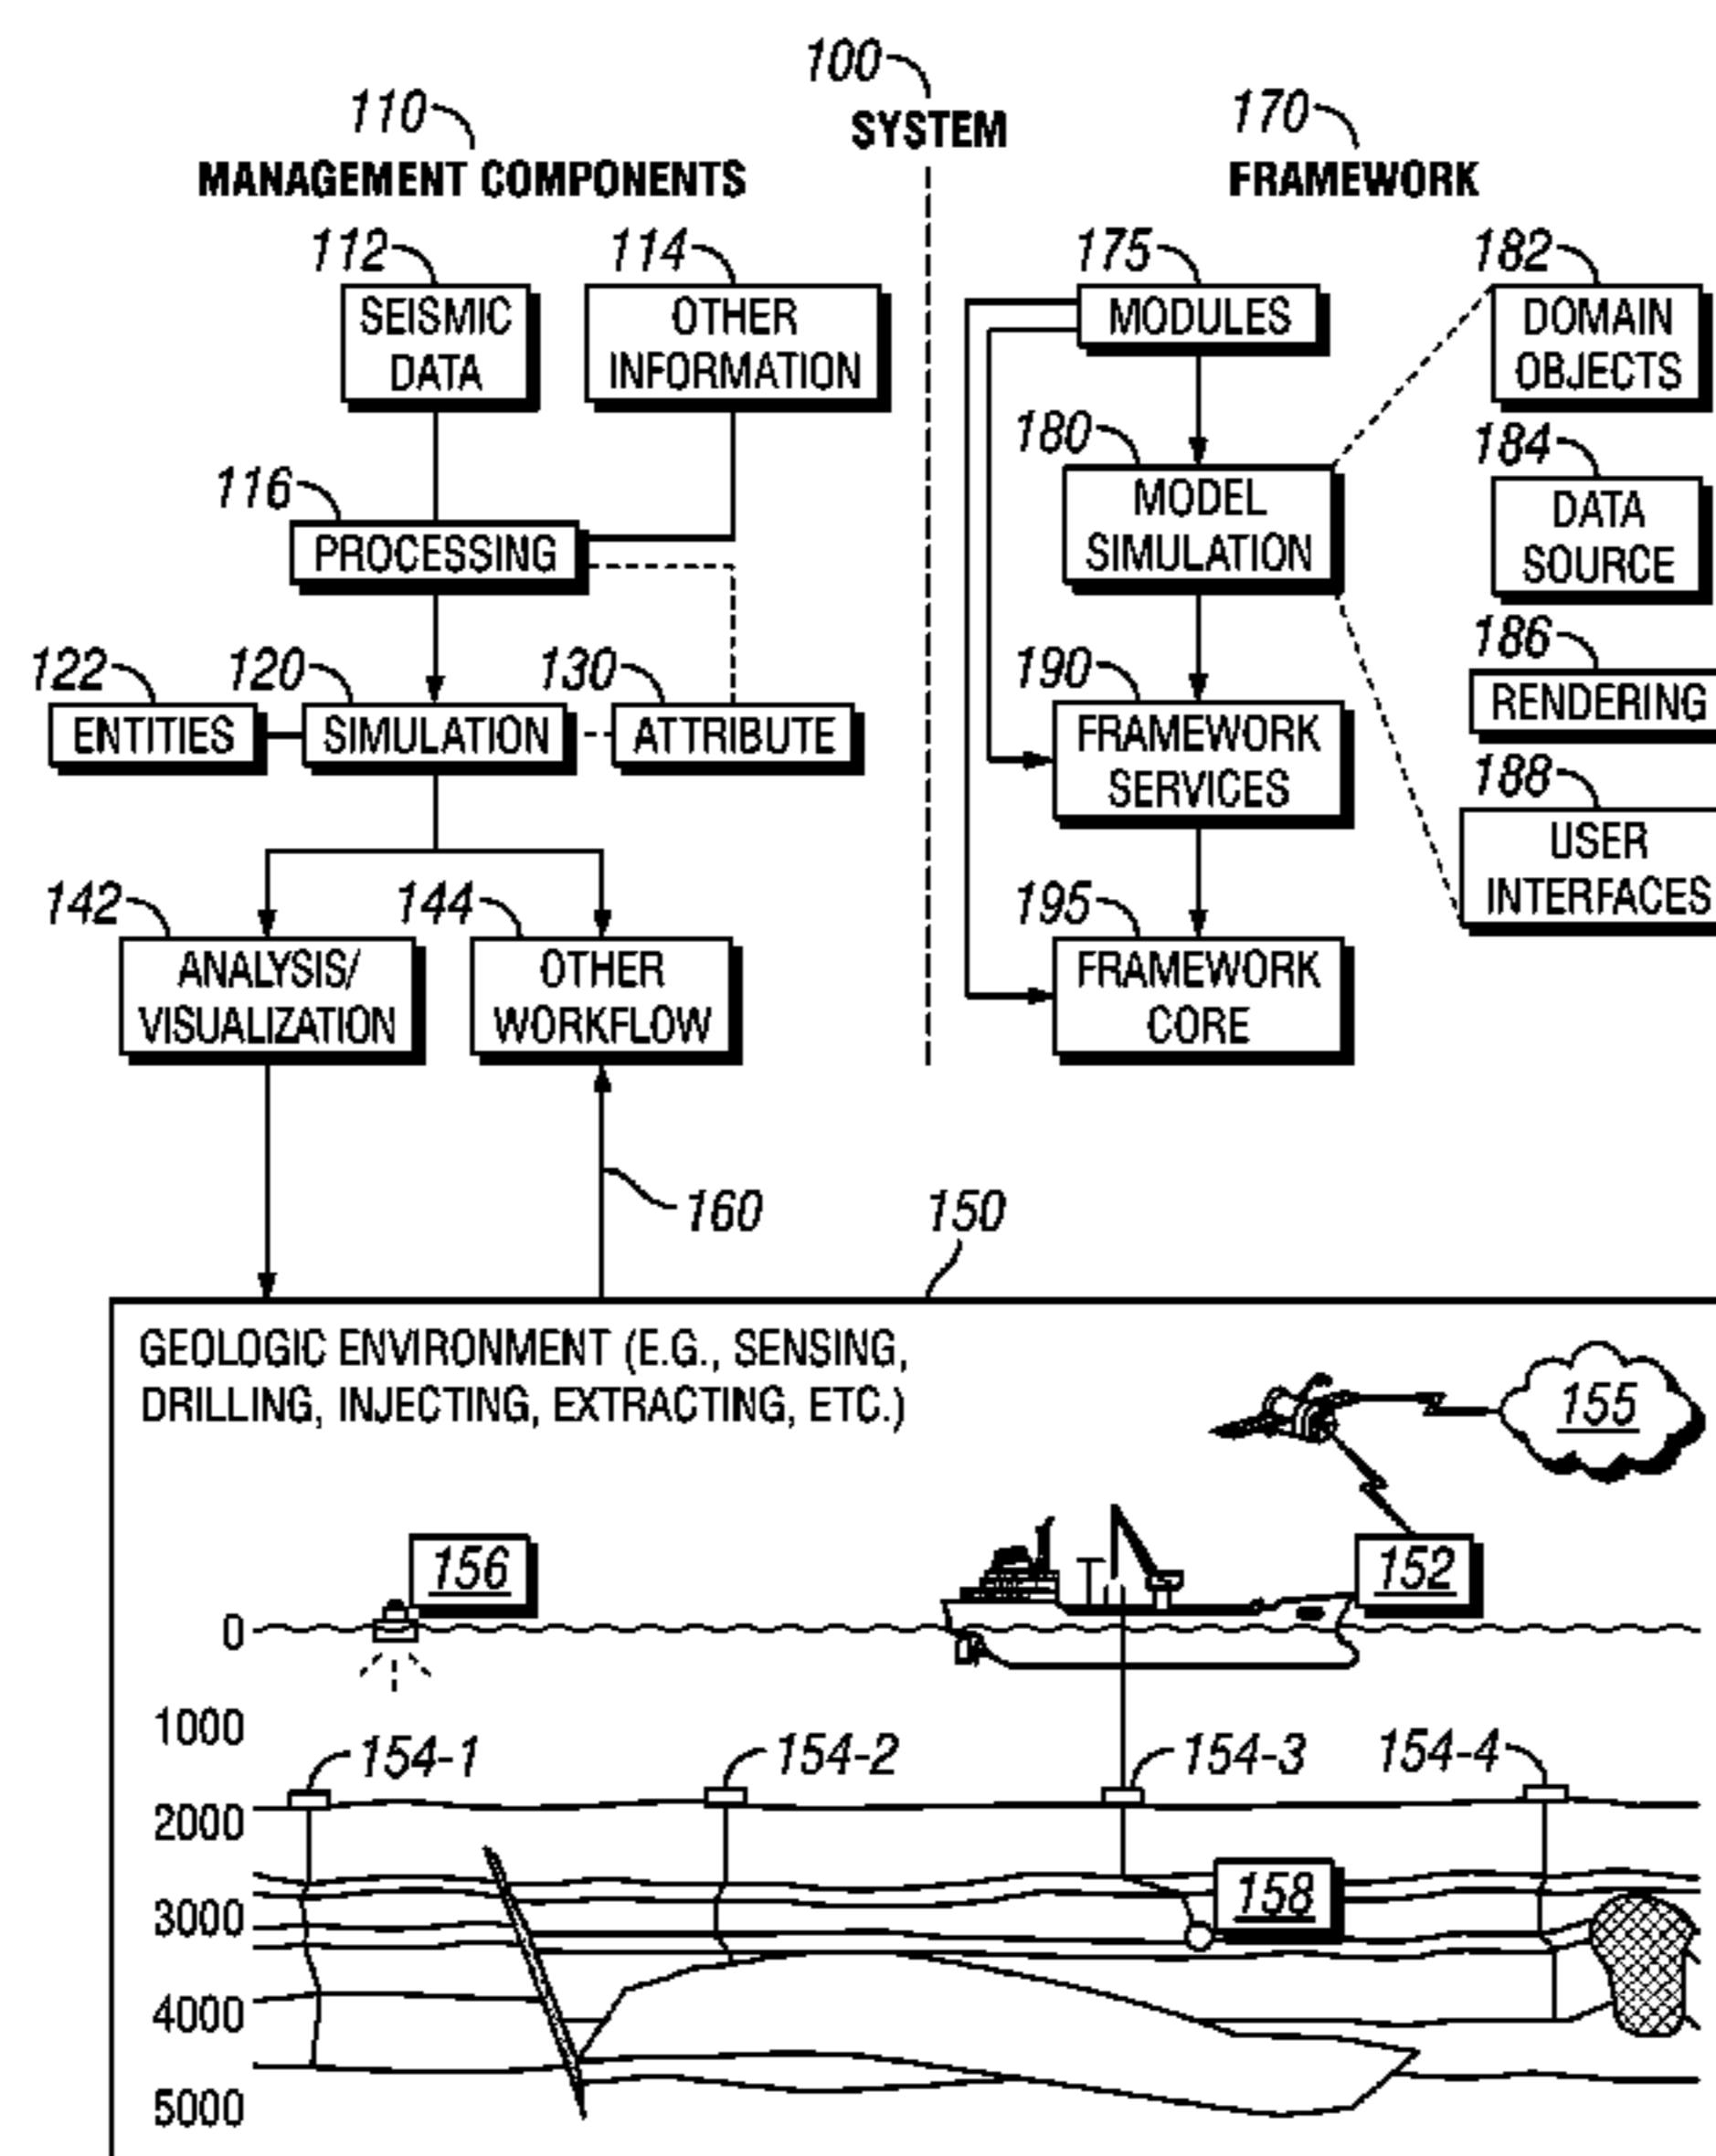 100
SYSTEM
110
MANAGEMENT COMPONENTS
112
SEISMIC
DATA
114
OTHER
INFORMATION
116
PROCESSING
122
ENTITIES
120
SIMULATION
130
ATTRIBUTE
142
ANALYSIS/
VISUALIZATION
144
OTHER
WORKFLOW
170
FRAMEWORK
175
MODULES
180
MODEL
SIMULATION
190
FRAMEWORK
SERVICES
195
FRAMEWORK
CORE
182
DOMAIN
OBJECTS
184
DATA
SOURCE
186
RENDERING
188
USER
INTERFACES
160
150
GEOLOGIC ENVIRONMENT (E.G., SENSING,
DRILLING, INJECTING, EXTRACTING, ETC.)
155
156
152
0
1000
154-1
154-2
154-3
154-4
2000
158
3000
4000
5000